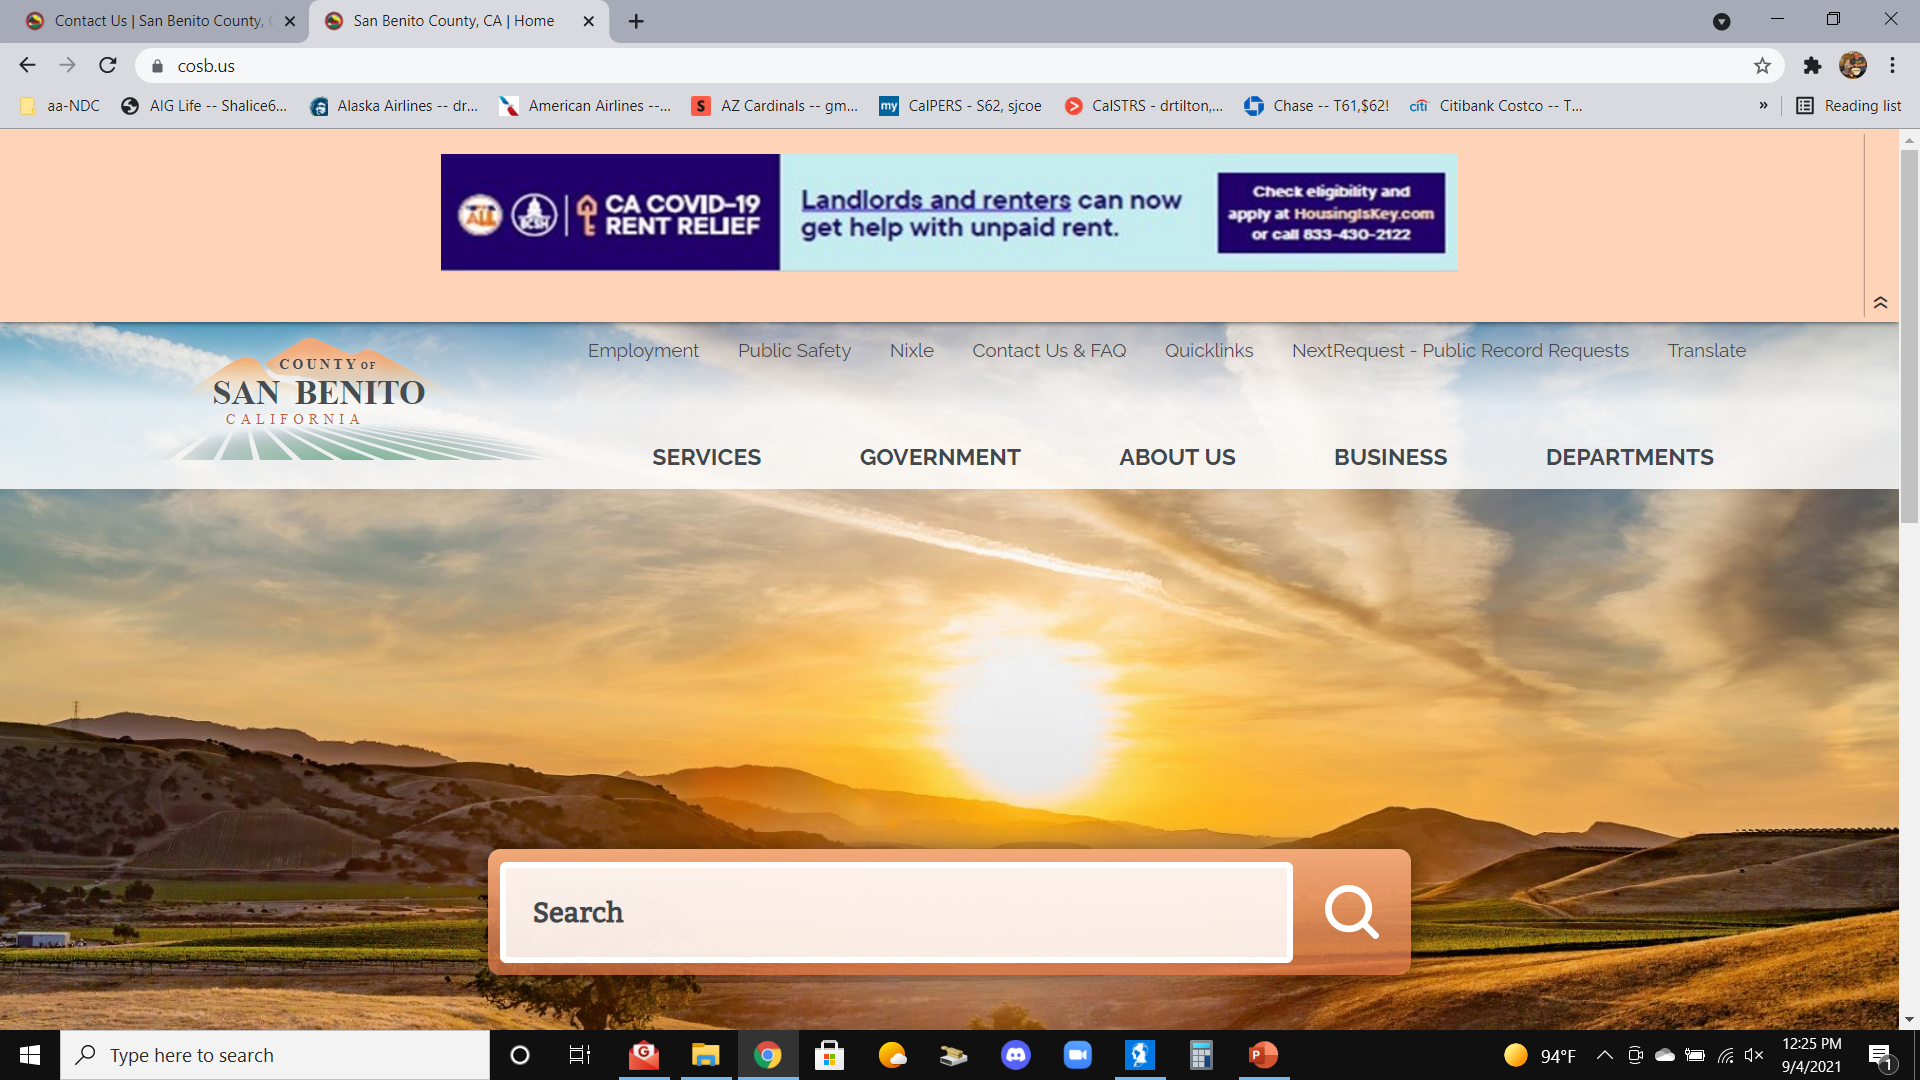 Contact Us | San Benito County,
San Benito County, CA | Home
cosb.us
aa-NDC
AIG Life -- Shalice6...
Alaska Airlines -- dr...
American Airlines --...
AZ Cardinals -- gm...
my
CalPERS - S62, sjcoe
CalSTRS - drtilton,...
Chase -- T61,$62!
citi
Citibank Costco -- T...
»
Reading list
ALL
BCSH
CA COVID-19
RENT RELIEF
Landlords and renters can now
get help with unpaid rent.
Check eligibility and
apply at HousingIsKey.com
or call 833-430-2122
COUNTY OF
SAN BENITO
CALIFORNIA
Employment
Public Safety
Nixle
Contact Us & FAQ
Quicklinks
NextRequest - Public Record Requests
Translate
SERVICES
GOVERNMENT
ABOUT US
BUSINESS
DEPARTMENTS
Search
Type here to search
94°F
12:25 PM
9/4/2021
1